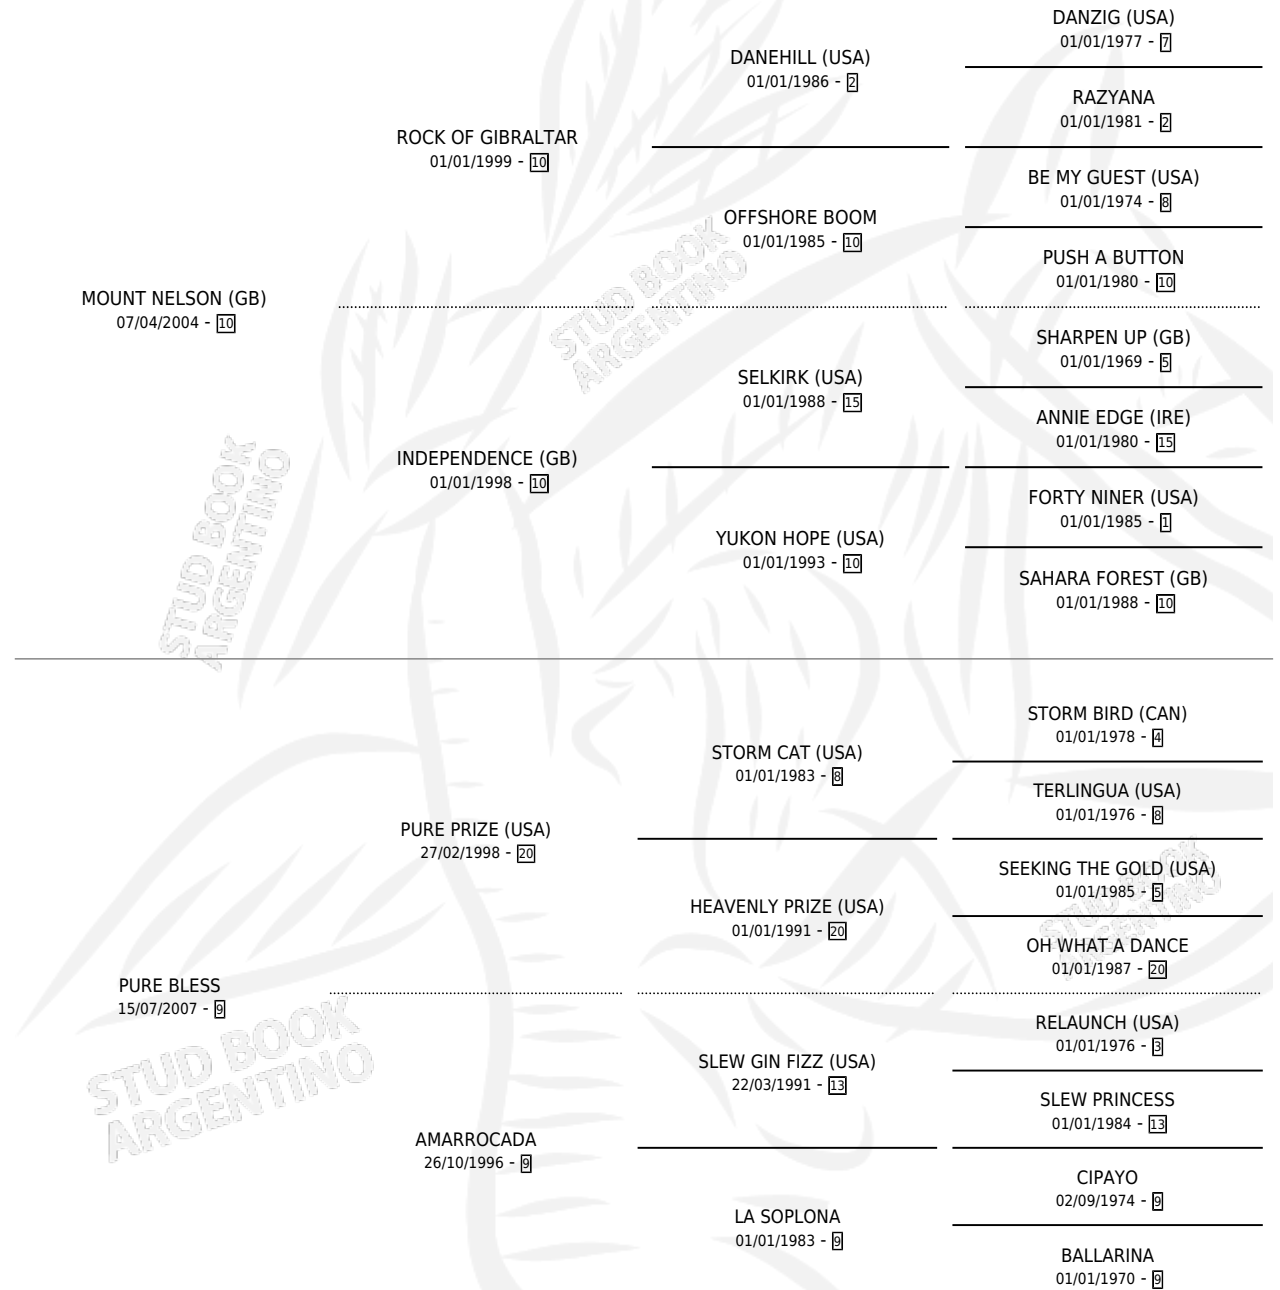 DANZIG (USA)
01/01/1977 - 7
DANEHILL (USA)
01/01/1986 - 2
RAZYANA
01/01/1981 - 2
ROCK OF GIBRALTAR
01/01/1999 - 10
BE MY GUEST (USA)
01/01/1974 - 8
OFFSHORE BOOM
01/01/1985 - 10
PUSH A BUTTON
01/01/1980 - 10
MOUNT NELSON (GB)
07/04/2004 - 10
SHARPEN UP (GB)
01/01/1969 - 5
SELKIRK (USA)
01/01/1988 - 15
ANNIE EDGE (IRE)
01/01/1980 - 15
INDEPENDENCE (GB)
01/01/1998 - 10
FORTY NINER (USA)
01/01/1985 - 1
YUKON HOPE (USA)
01/01/1993 - 10
SAHARA FOREST (GB)
01/01/1988 - 10
STORM BIRD (CAN)
01/01/1978 - 4
STORM CAT (USA)
01/01/1983 - 8
TERLINGUA (USA)
01/01/1976 - 8
PURE PRIZE (USA)
27/02/1998 - 20
SEEKING THE GOLD (USA)
01/01/1985 - 5
HEAVENLY PRIZE (USA)
01/01/1991 - 20
OH WHAT A DANCE
01/01/1987 - 20
PURE BLESS
15/07/2007 - 9
RELAUNCH (USA)
01/01/1976 - 3
SLEW GIN FIZZ (USA)
22/03/1991 - 13
SLEW PRINCESS
01/01/1984 - 13
AMARROCADA
26/10/1996 - 9
CIPAYO
02/09/1974 - 9
LA SOPLONA
01/01/1983 - 9
BALLARINA
01/01/1970 - 9
STUD BOOK
ARGENTINO
STUD BOOK
ARGENTINO
STUD BOOK
ARGENTINO
STUD BOOK
ARGENTINO